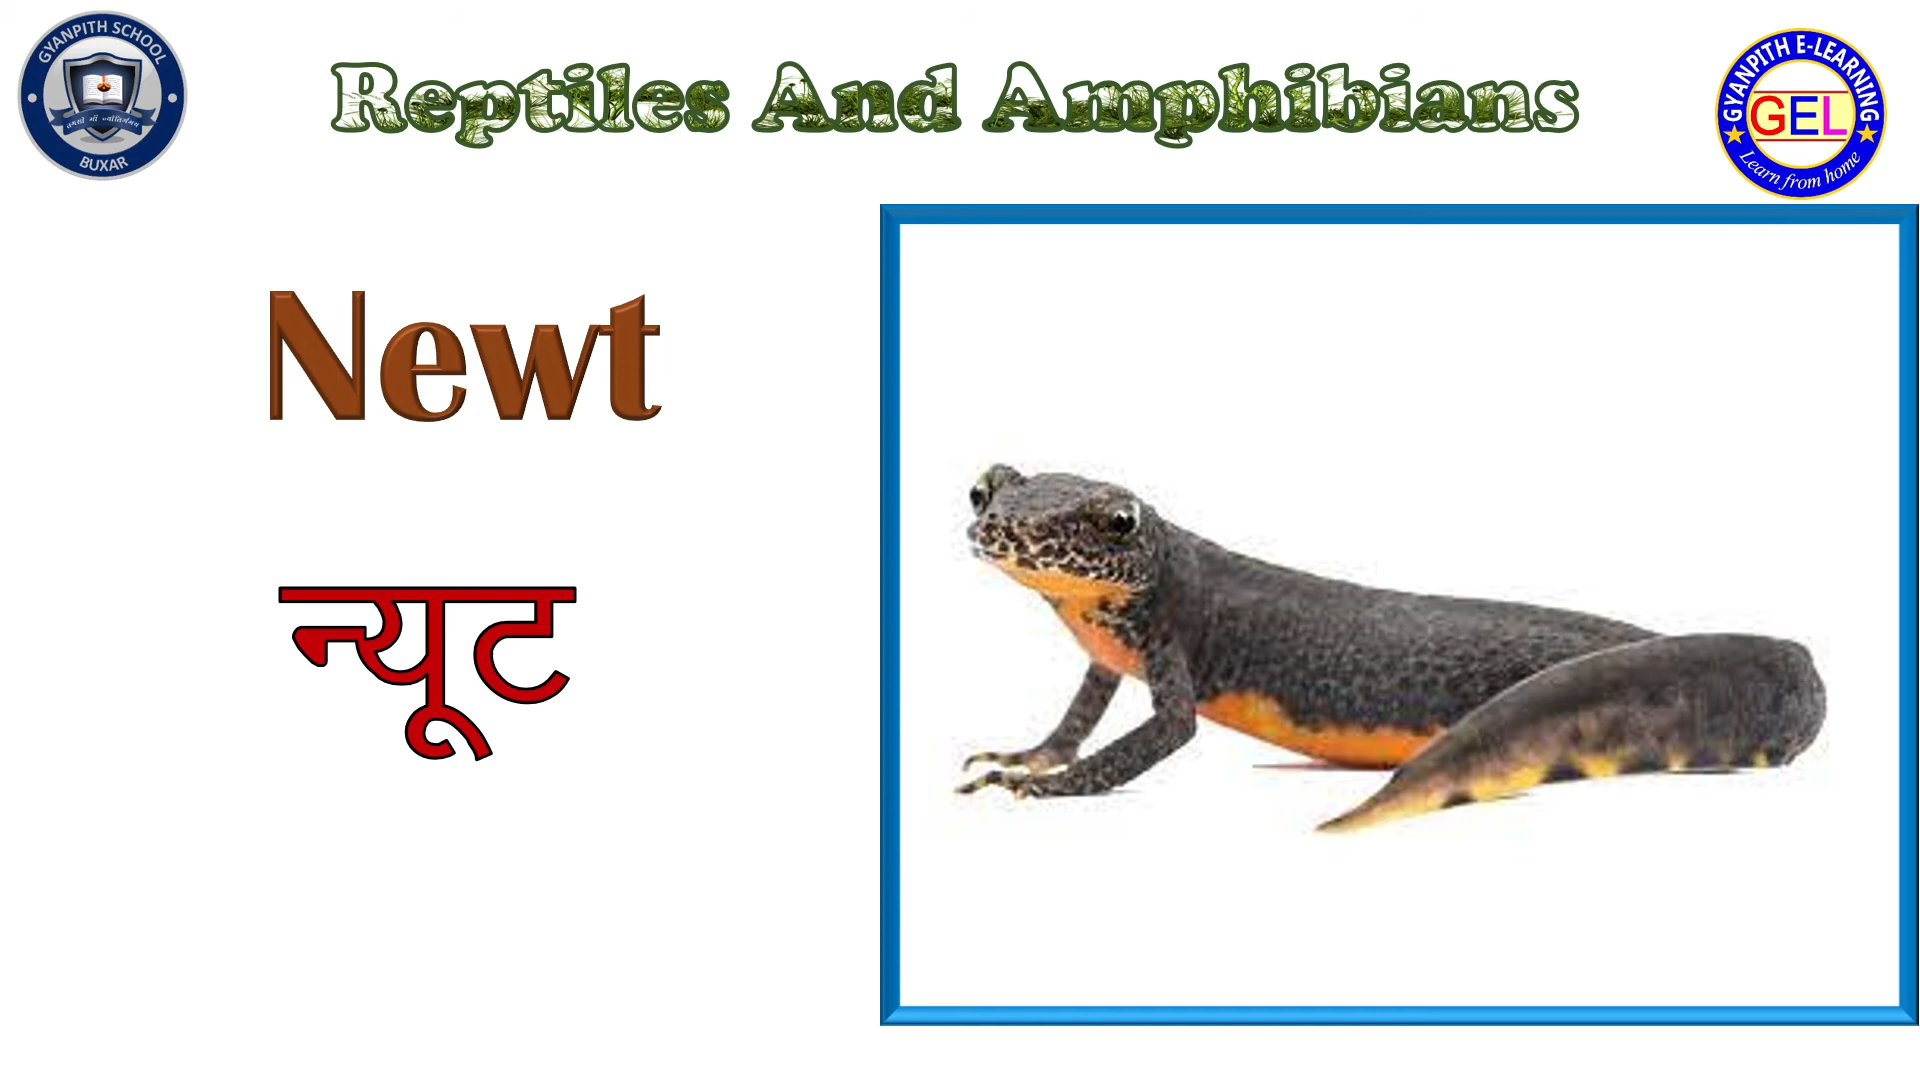 GYANPITH SCHOOL
BUXAR
Reptiles And Amphibians
GYANPITH E-LEARNING
GEL
Learn from home
Newt
न्यूट